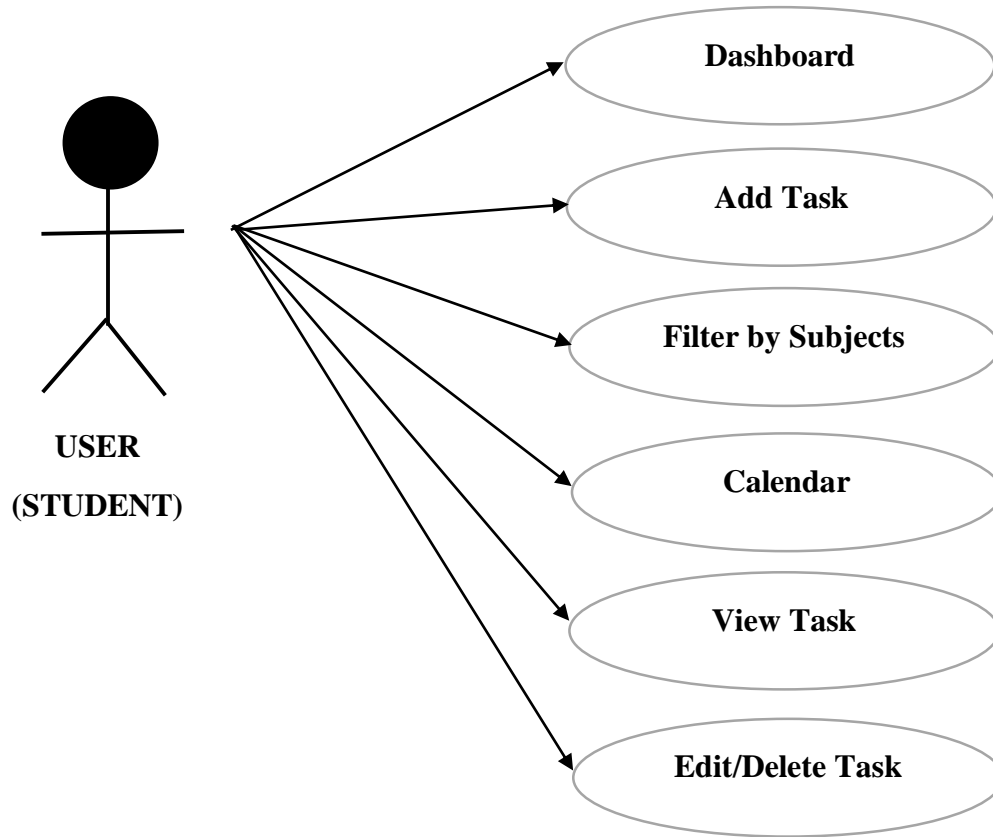 Dashboard
Add Task
Filter by Subjects
Calendar
View Task
Edit/Delete Task
USER
(STUDENT)